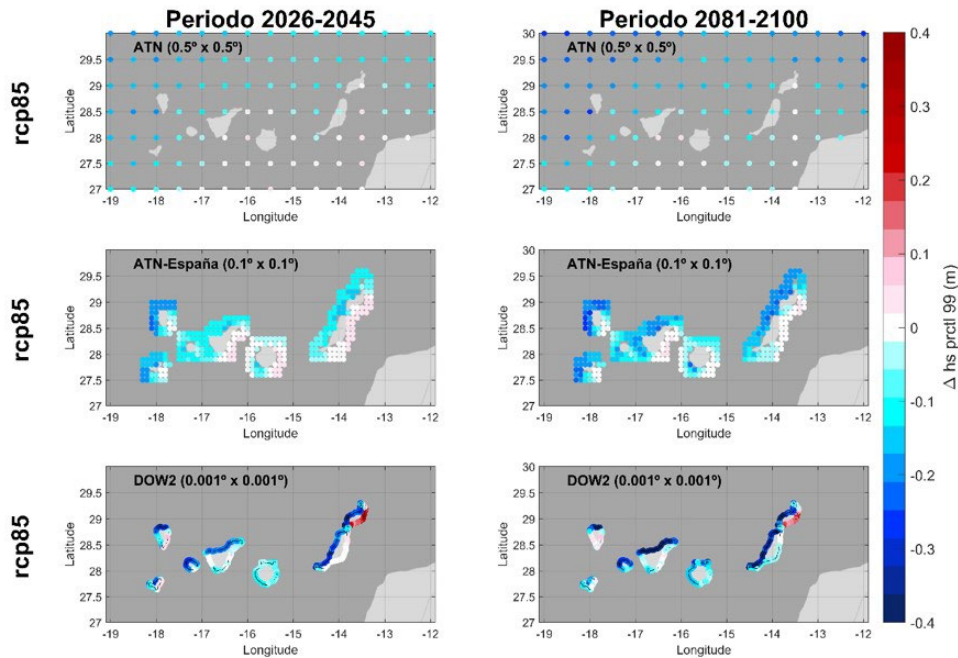 Periodo 2026-2045
Periodo 2081-2100
rcp85
ATN (0.5º x 0.5º)
29.5
29
28.5
28
27.5
27
Latitude
-19 -18 -17 -16 -15 -14 -13 -12
Longitude
ATN (0.5º x 0.5º)
30
29.5
29
28.5
28
27.5
27
Latitude
-19 -18 -17 -16 -15 -14 -13 -12
Longitude
rcp85
ATN-España (0.1º x 0.1º)
29.5
29
28.5
28
27.5
27
Latitude
-19 -18 -17 -16 -15 -14 -13 -12
Longitude
ATN-España (0.1º x 0.1º)
30
29.5
29
28.5
28
27.5
27
Latitude
-19 -18 -17 -16 -15 -14 -13 -12
Longitude
rcp85
DOW2 (0.001º x 0.001º)
29.5
29
28.5
28
27.5
27
Latitude
-19 -18 -17 -16 -15 -14 -13 -12
Longitude
DOW2 (0.001º x 0.001º)
30
29.5
29
28.5
28
27.5
27
Latitude
-19 -18 -17 -16 -15 -14 -13 -12
Longitude
0.4
0.3
0.2
0.1
0
-0.1
-0.2
-0.3
-0.4
Δ hs prctll 99 (m)